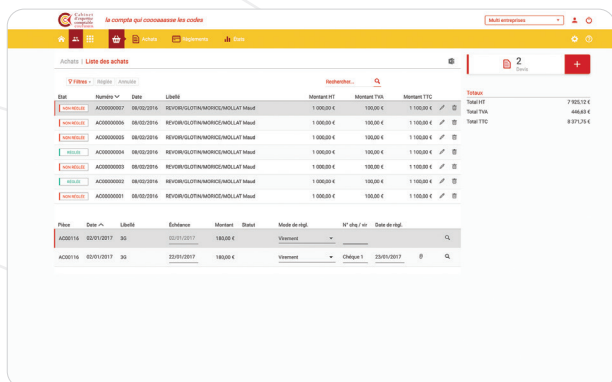 Cabinet
d'expertise
comptable
la compta qui cooooaaasse les codes
Multi entreprises
Achats
Règlements
Stats
Achats | Liste des achats
2
Devis
+
Filtres Réglée Annulée
Rechercher...
Etat Numéro Date Libellé Montant HT Montant TVA Montant TTC
NON RÉGLÉE AC00000007 08/02/2016 REVOIR/GLOTIN/MORICE/MOLLAT Maud 1 000,00 € 100,00 € 1 100,00 €
NON RÉGLÉE AC00000006 08/02/2016 REVOIR/GLOTIN/MORICE/MOLLAT Maud 1 000,00 € 100,00 € 1 100,00 €
NON RÉGLÉE AC00000005 08/02/2016 REVOIR/GLOTIN/MORICE/MOLLAT Maud 1 000,00 € 100,00 € 1 100,00 €
RÉGLÉE AC00000004 08/02/2016 REVOIR/GLOTIN/MORICE/MOLLAT Maud 1 000,00 € 100,00 € 1 100,00 €
NON RÉGLÉE AC00000003 08/02/2016 REVOIR/GLOTIN/MORICE/MOLLAT Maud 1 000,00 € 100,00 € 1 100,00 €
RÉGLÉE AC00000002 08/02/2016 REVOIR/GLOTIN/MORICE/MOLLAT Maud 1 000,00 € 100,00 € 1 100,00 €
NON RÉGLÉE AC00000001 08/02/2016 REVOIR/GLOTIN/MORICE/MOLLAT Maud 1 000,00 € 100,00 € 1 100,00 €
Totaux
Total HT 7 925,12 €
Total TVA 446,63 €
Total TTC 8 371,75 €
Pièce Date Libellé Échéance Montant Statut Mode de règl. N° chq / vir Date de règl.
AC00116 02/01/2017 3G 02/01/2017 180,00 € Virement
AC00116 02/01/2017 3G 22/01/2017 180,00 € Virement Chèque 1 23/01/2017